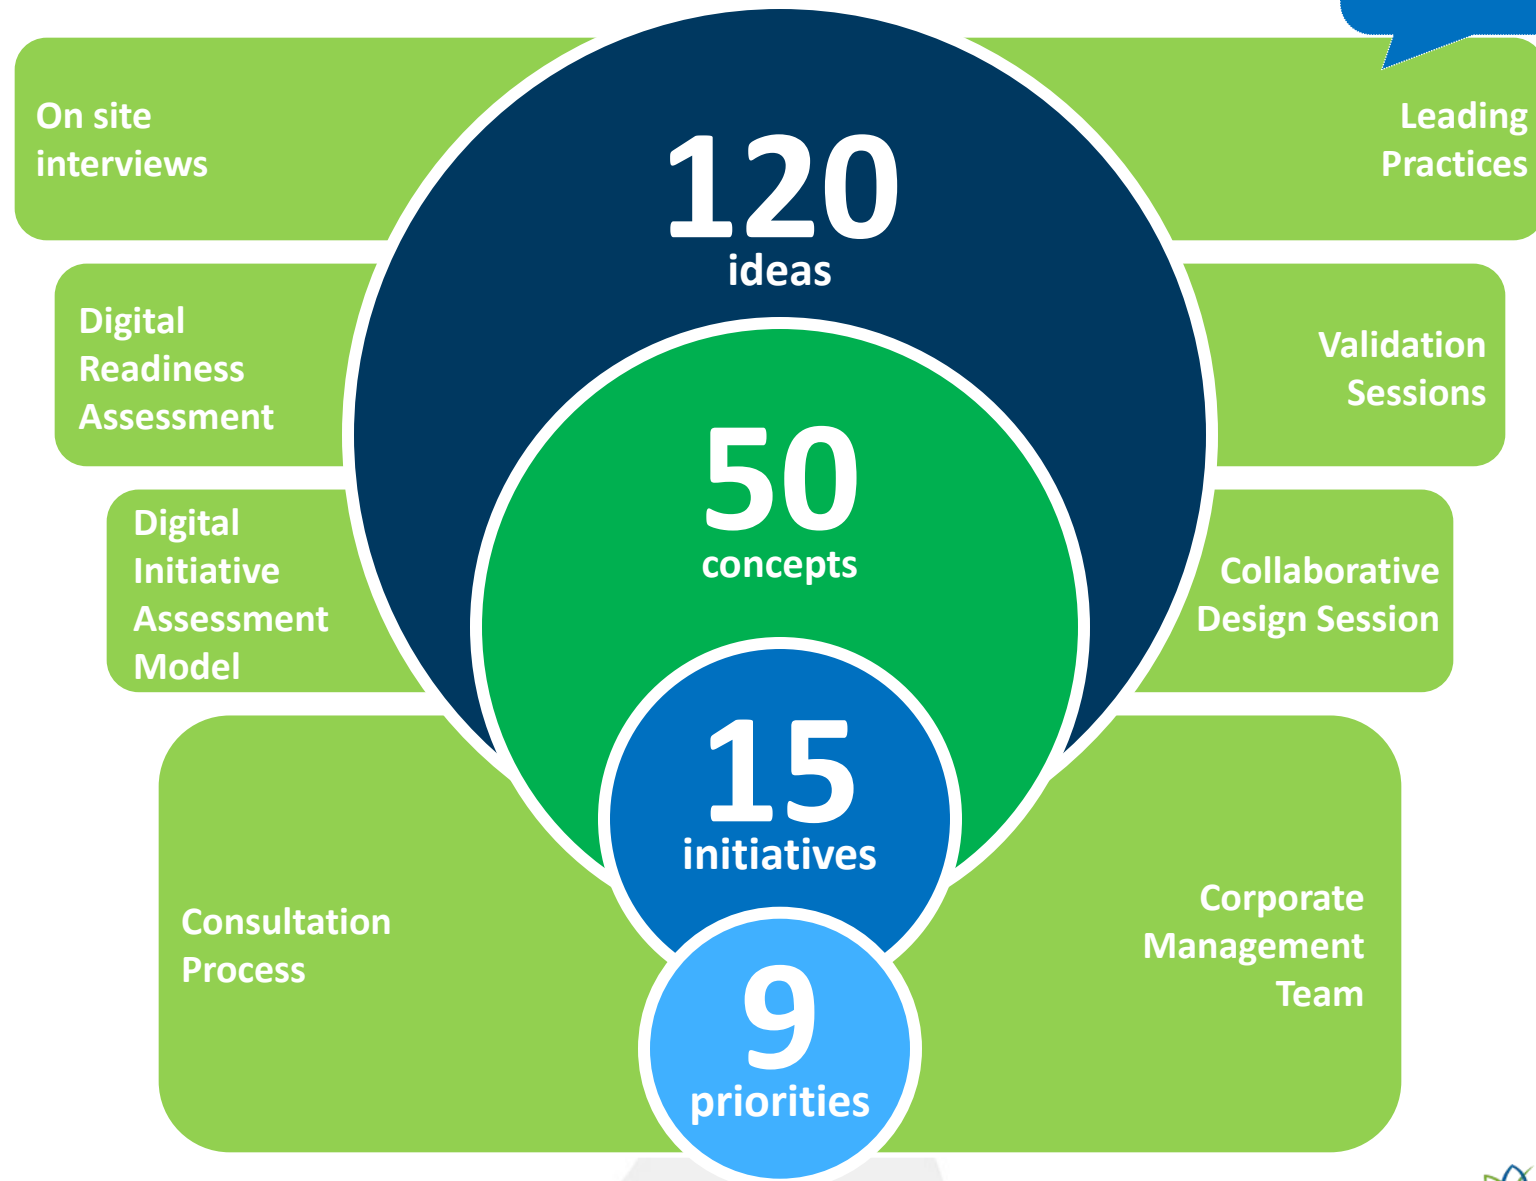 On site
interviews
120
ideas
Leading
Practices
Digital
Readiness
Assessment
Validation
Sessions
50
concepts
Digital
Initiative
Assessment
Model
Collaborative
Design Session
15
initiatives
Consultation
Process
Corporate
Management
Team
9
priorities